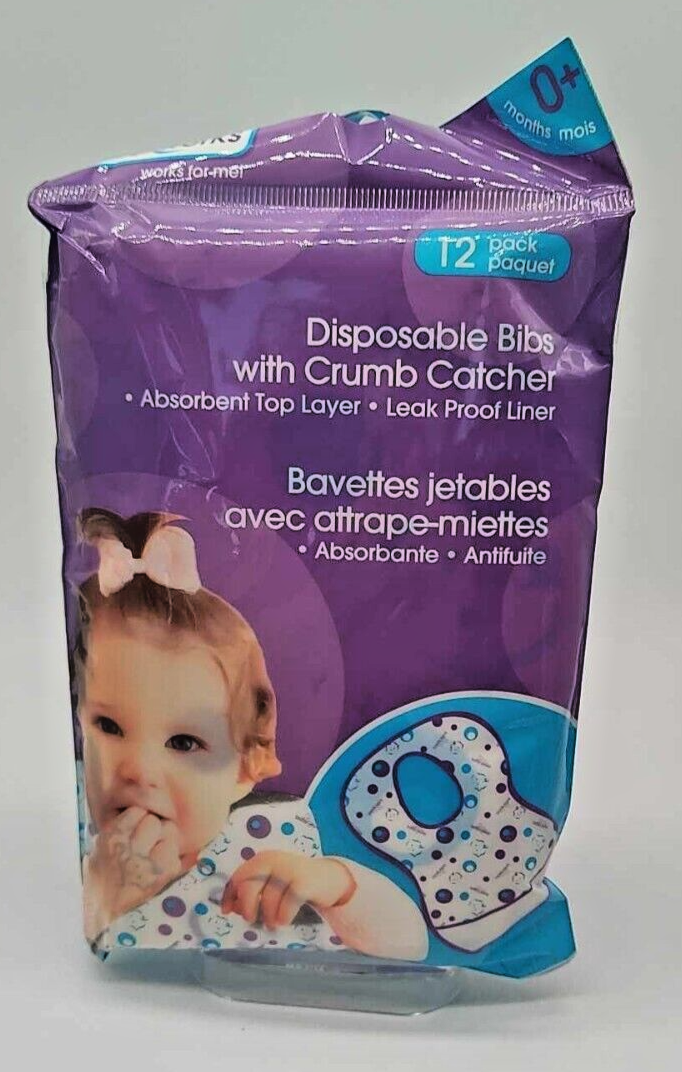 0+
months mois
works for me!
12 pack
paquet
Disposable Bibs
with Crumb Catcher
• Absorbent Top Layer • Leak Proof Liner
Bavettes jetables
avec attrape-miettes
• Absorbante • Antifuite